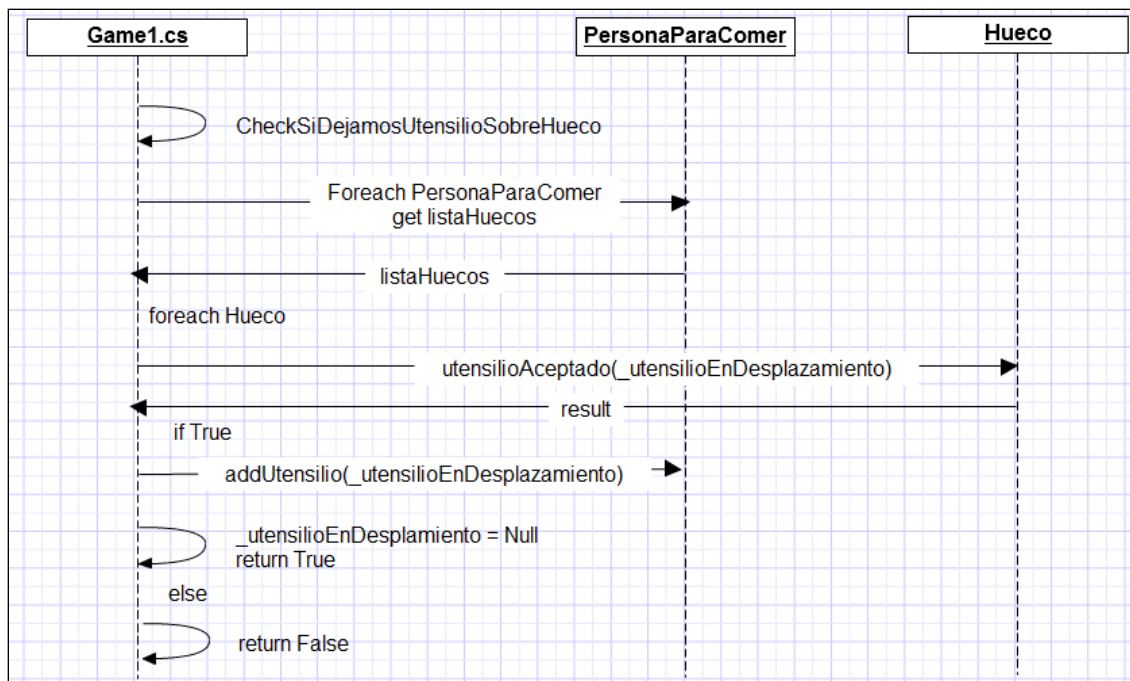 Game1.cs
PersonaParaComer
Hueco
CheckSiDejamosUtensilioSobreHueco
Foreach PersonaParaComer
get listaHuecos
listaHuecos
foreach Hueco
utensilioAceptado(_utensilioEnDesplazamiento)
result
if True
addUtensilio(_utensilioEnDesplazamiento)
_utensilioEnDesplamiento = Null
return True
else
return False